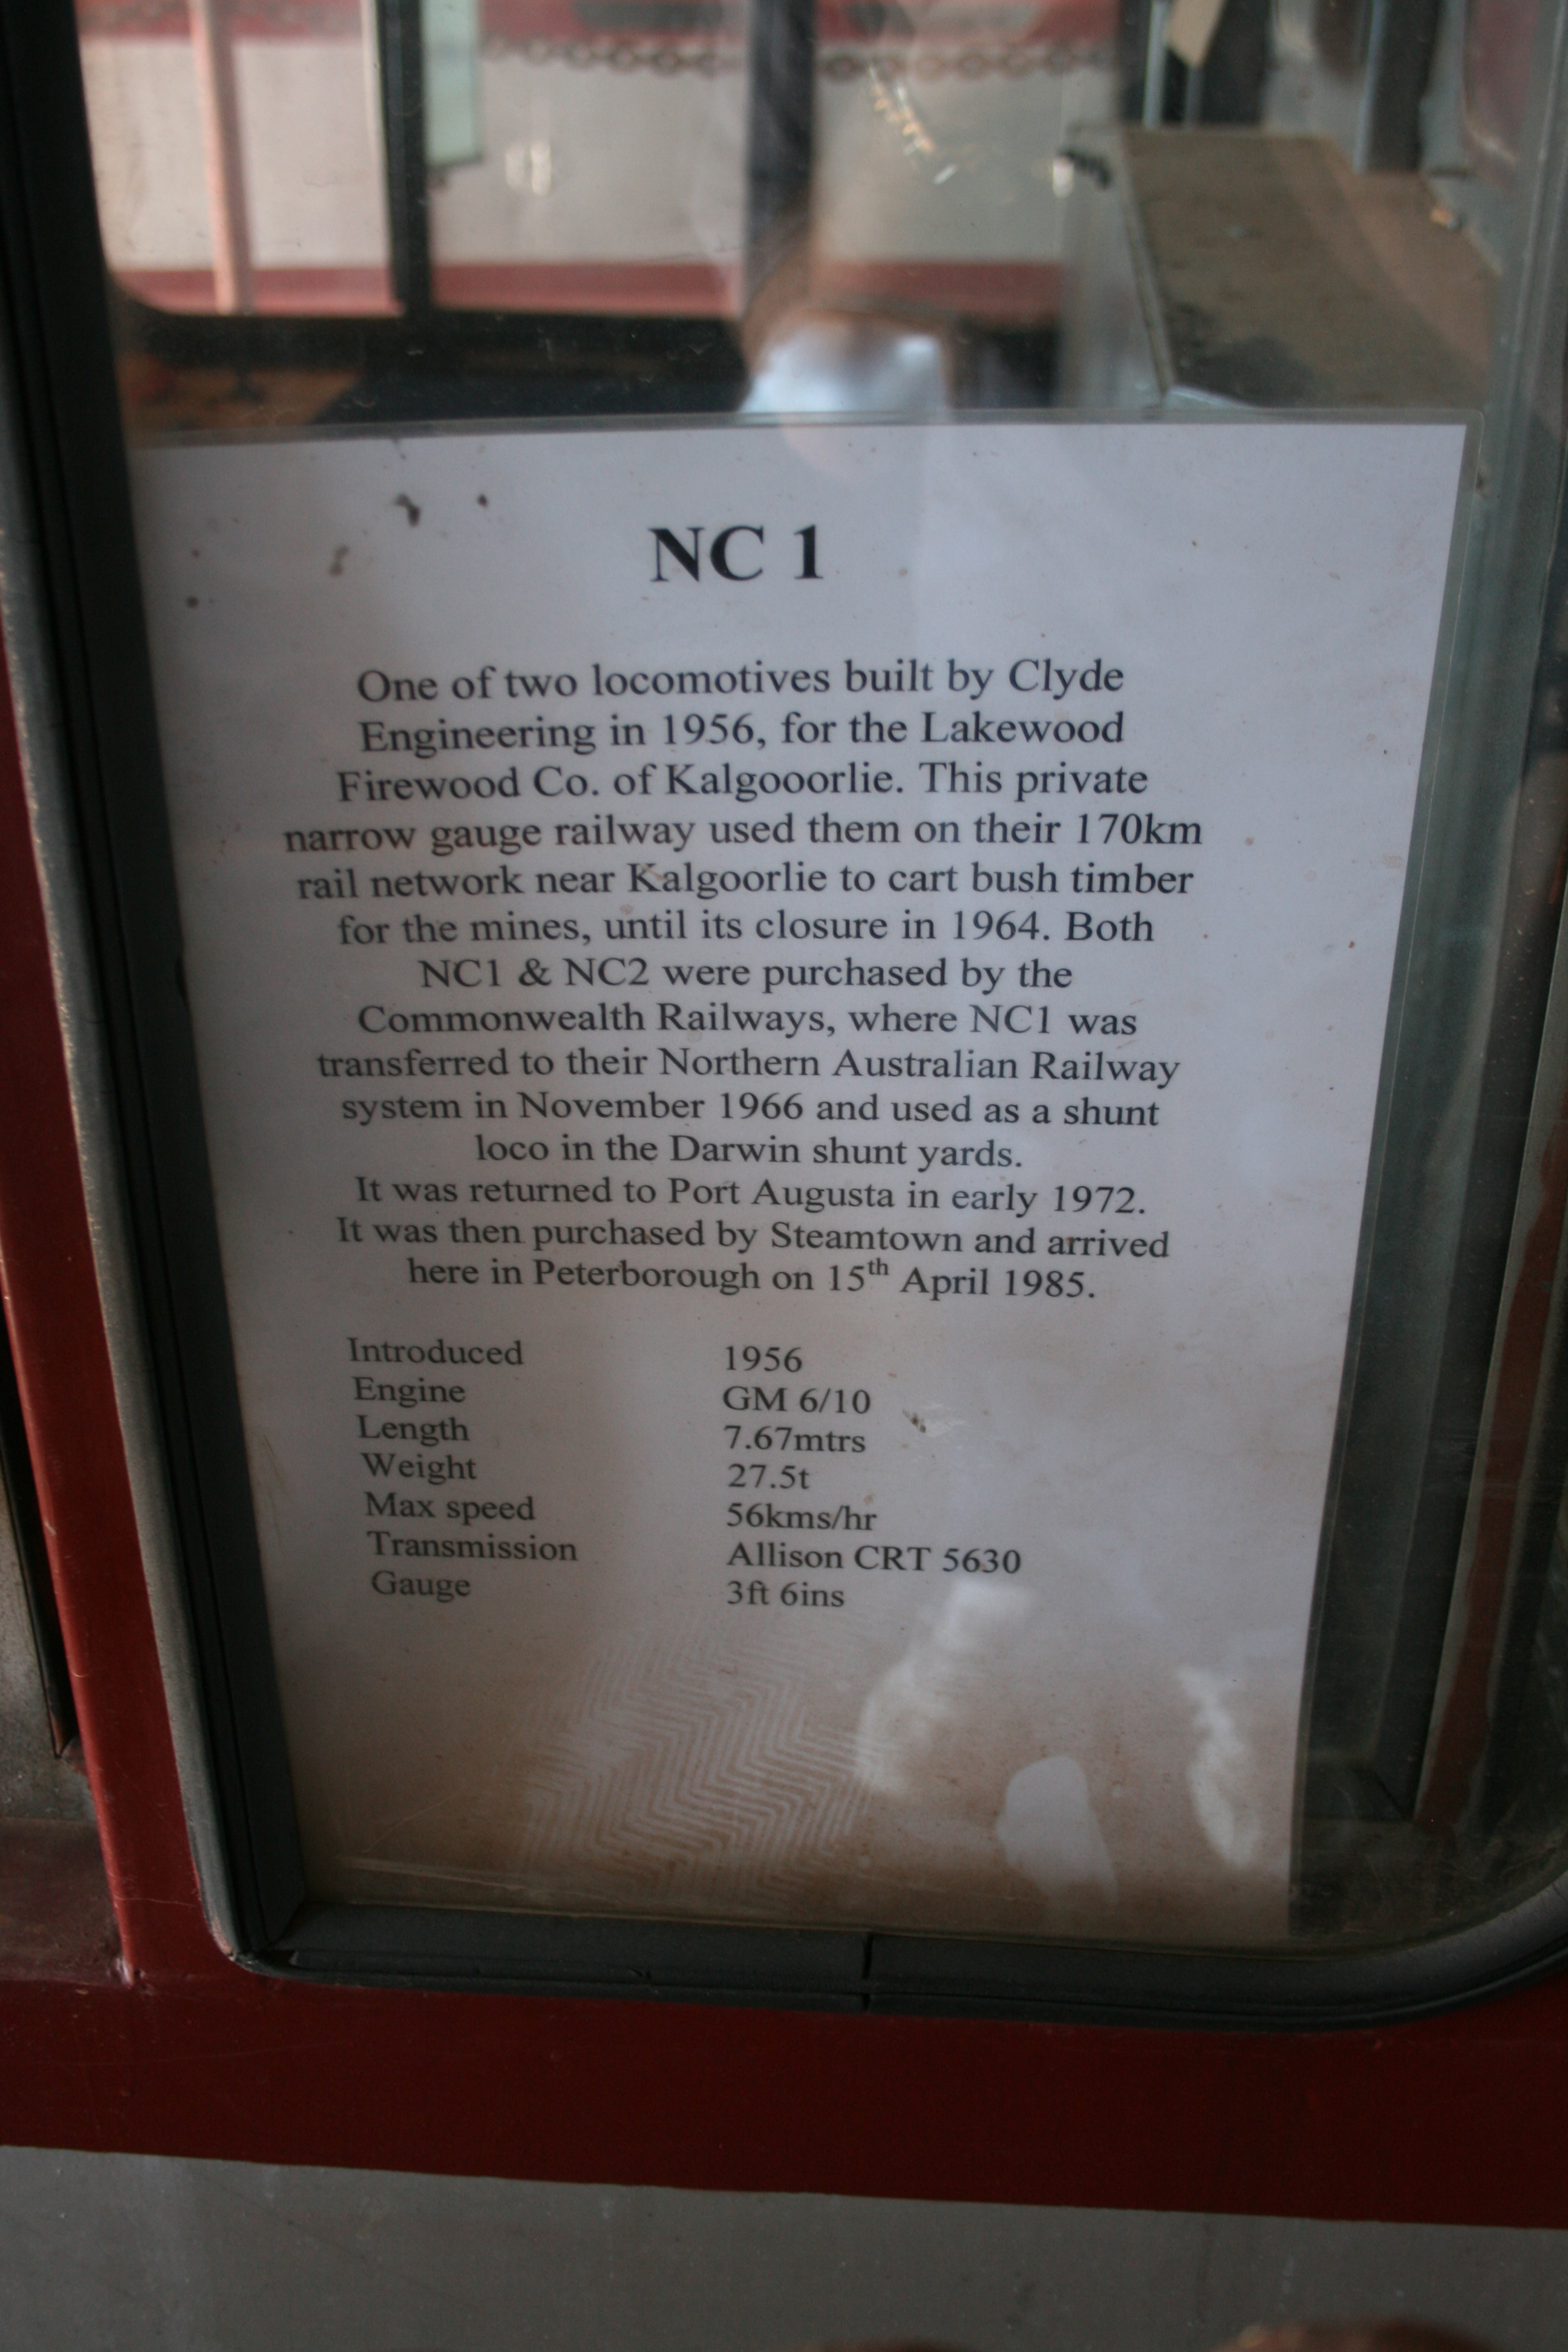 NC 1
One of two locomotives built by Clyde
Engineering in 1956, for the Lakewood
Firewood Co. of Kalgooorlie. This private
narrow gauge railway used them on their 170km
rail network near Kalgoorlie to cart bush timber
for the mines, until its closure in 1964. Both
NC1 & NC2 were purchased by the
Commonwealth Railways, where NC1 was
transferred to their Northern Australian Railway
system in November 1966 and used as a shunt
loco in the Darwin shunt yards.
It was returned to Port Augusta in early 1972.
It was then purchased by Steamtown and arrived
here in Peterborough on 15th April 1985.
Introduced 1956
Engine GM 6/10
Length 7.67mtrs
Weight 27.5t
Max speed 56kms/hr
Transmission Allison CRT 5630
Gauge 3ft 6ins